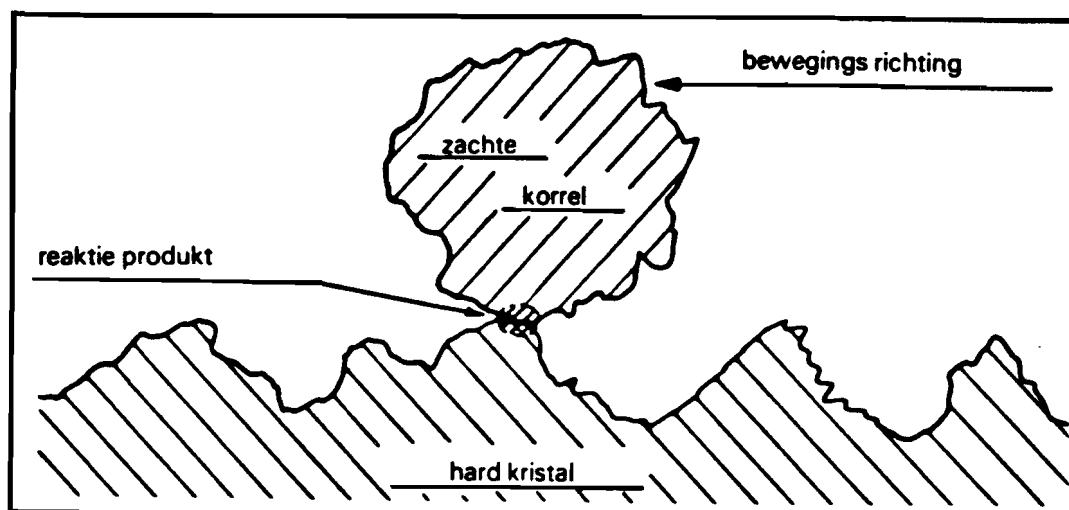 bewegings richting
zachte
korrel
reaktie produkt
hard kristal